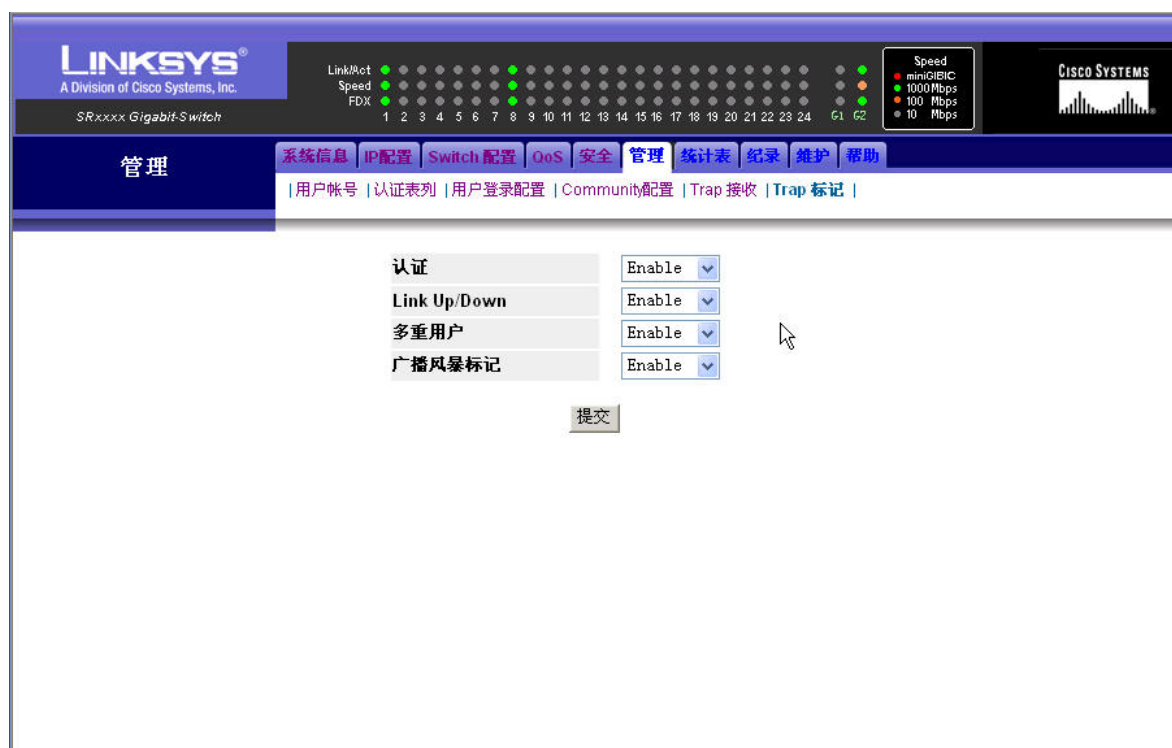 LINKSYS®
A Division of Cisco Systems, Inc.
SRxxxx Gigabit-Switch
Link/Act
Speed
FDX
1 2 3 4 5 6 7 8 9 10 11 12 13 14 15 16 17 18 19 20 21 22 23 24 G1 G2
Speed
miniGIBIC
1000Mbps
100 Mbps
10 Mbps
CISCO SYSTEMS
®
管理
系统信息 IP配置 Switch 配置 QoS 安全 管理 统计表 纪录 维护 帮助
|用户帐号 |认证表列 |用户登录配置 |Community配置 |Trap 接收 |Trap 标记 |
认证 Enable
Link Up/Down Enable
多重用户 Enable
广播风暴标记 Enable
提交